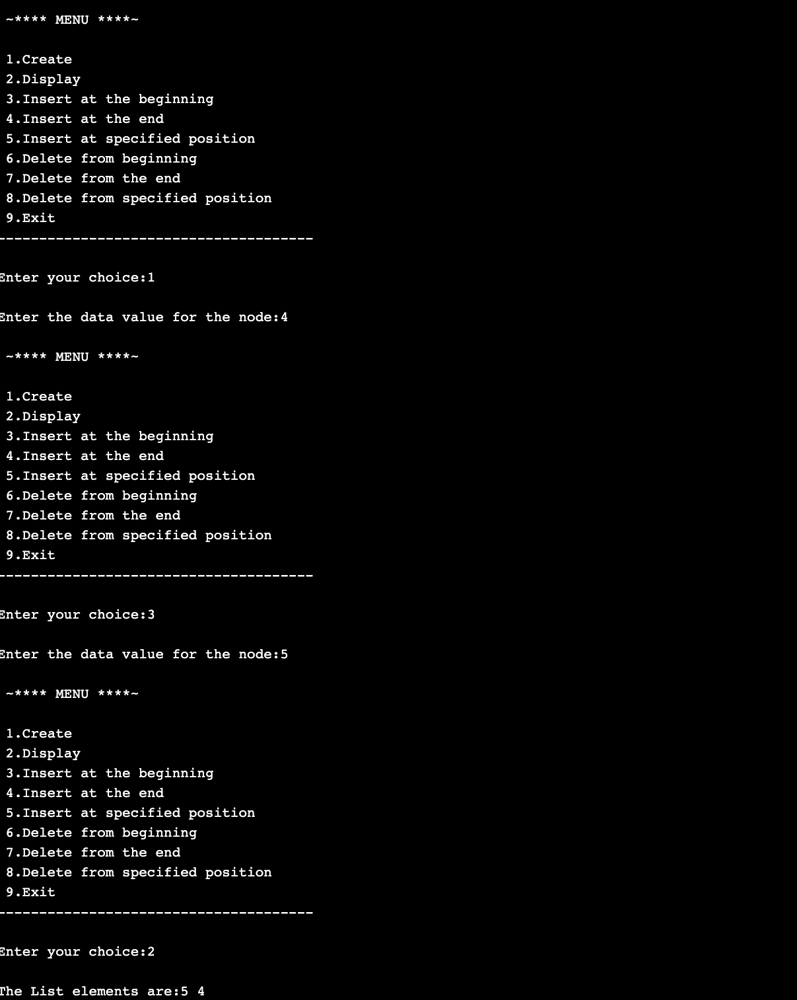 ~**** MENU ****~
1.Create
2.Display
3.Insert at the beginning
4.Insert at the end
5.Insert at specified position
6.Delete from beginning
7.Delete from the end
8.Delete from specified position
9.Exit
--------------------------------------
Enter your choice:1
Enter the data value for the node:4
~**** MENU ****~
1.Create
2.Display
3.Insert at the beginning
4.Insert at the end
5.Insert at specified position
6.Delete from beginning
7.Delete from the end
8.Delete from specified position
9.Exit
--------------------------------------
Enter your choice:3
Enter the data value for the node:5
~**** MENU ****~
1.Create
2.Display
3.Insert at the beginning
4.Insert at the end
5.Insert at specified position
6.Delete from beginning
7.Delete from the end
8.Delete from specified position
9.Exit
--------------------------------------
Enter your choice:2
The List elements are:5 4